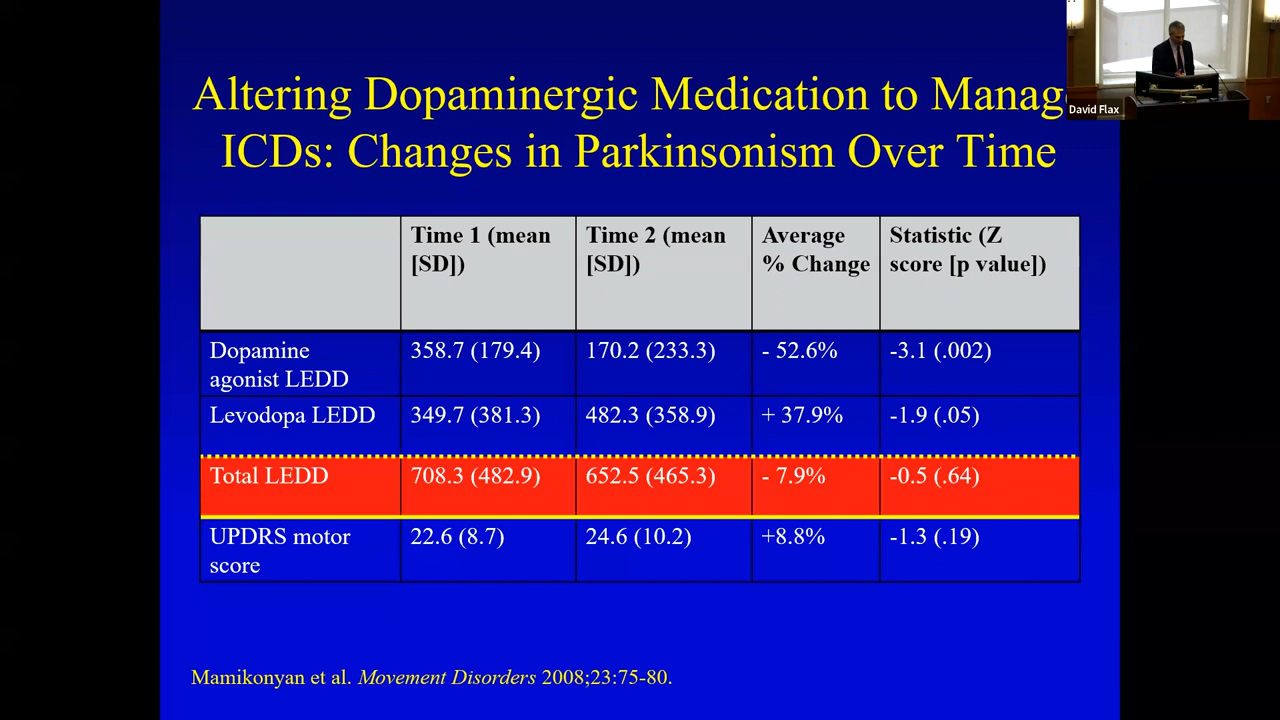 Altering Dopaminergic Medication to Manag
ICDs: Changes in Parkinsonism Over Time
David Flax
Time 1 (mean [SD]) Time 2 (mean [SD]) Average % Change Statistic (Z score [p value])
Dopamine agonist LEDD 358.7 (179.4) 170.2 (233.3) - 52.6% -3.1 (.002)
Levodopa LEDD 349.7 (381.3) 482.3 (358.9) + 37.9% -1.9 (.05)
Total LEDD 708.3 (482.9) 652.5 (465.3) - 7.9% -0.5 (.64)
UPDRS motor score 22.6 (8.7) 24.6 (10.2) +8.8% -1.3 (.19)
Mamikonyan et al. Movement Disorders 2008;23:75-80.